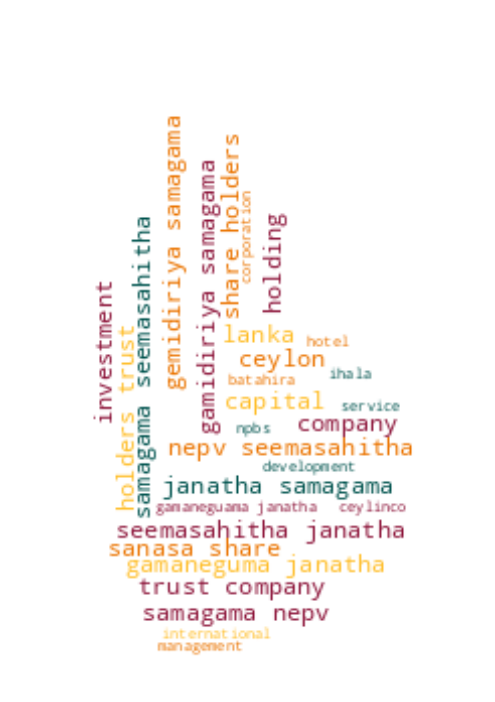 gemidiriya samagama
share holders
gamidiriya samagama
corporation
holding
samagama seemasahitha
investment
holders trust
lanka
hotel
ceylon
ihala
batahira
capital
service
npbs
company
nepv seemasahitha
development
janatha samagama
gamaneguama janatha
ceylinco
seemasahitha janatha
sanasa share
gamaneguma janatha
trust company
samagama nepv
international
management